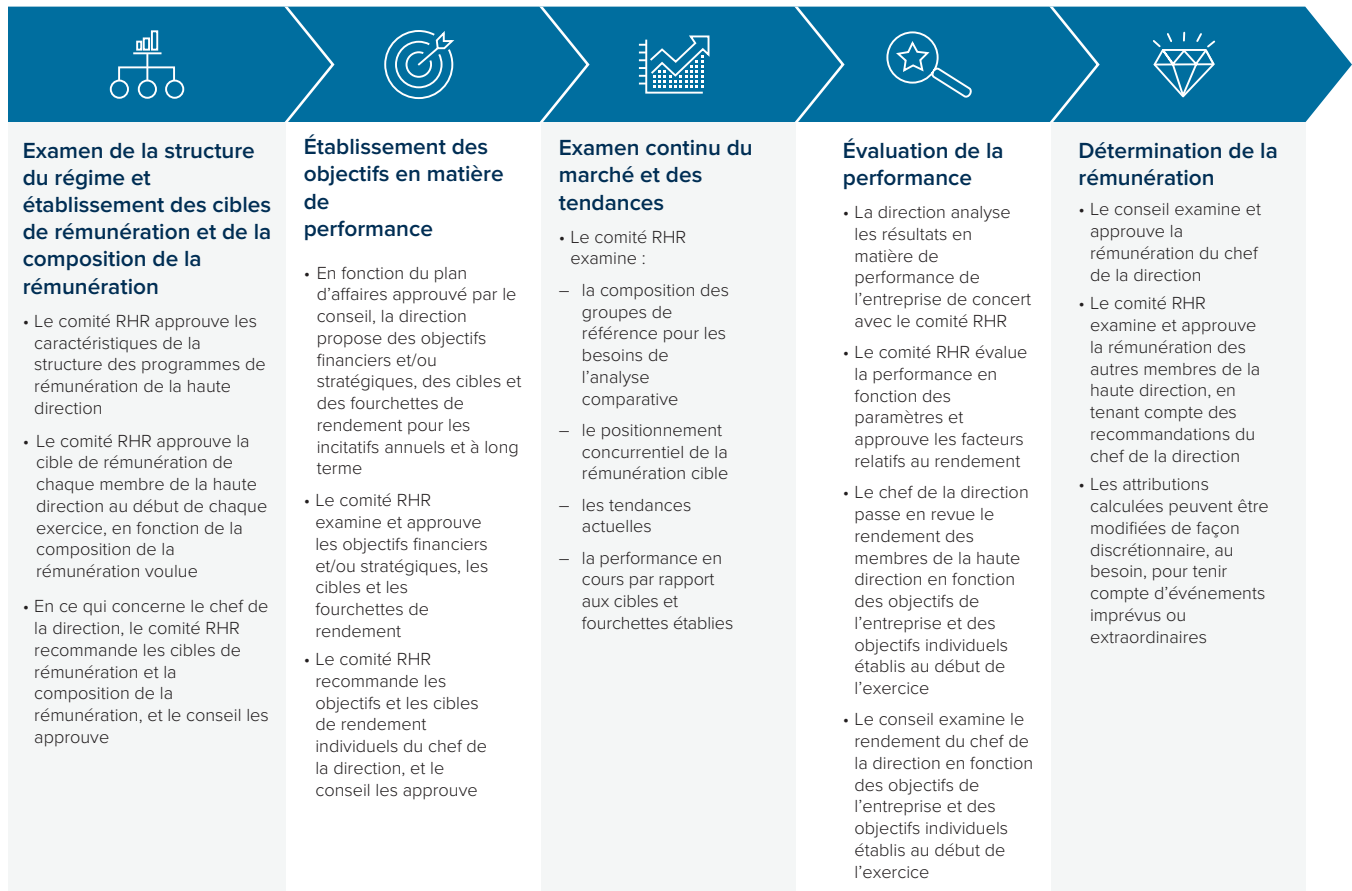 Examen de la structure
du régime et
établissement des cibles
de rémunération et de la
composition de la
rémunération
• Le comité RHR approuve les
caractéristiques de la
structure des programmes de
rémunération de la haute
direction
• Le comité RHR approuve la
cible de rémunération de
chaque membre de la haute
direction au début de chaque
exercice, en fonction de la
composition de la
rémunération voulue
• En ce qui concerne le chef de
la direction, le comité RHR
recommande les cibles de
rémunération et la
composition de la
rémunération, et le conseil les
approuve
Établissement des
objectifs en matière
de
performance
• En fonction du plan
d’affaires approuvé par le
conseil, la direction
propose des objectifs
financiers et/ou
stratégiques, des cibles et
des fourchettes de
rendement pour les
incitatifs annuels et à long
terme
• Le comité RHR
examine et approuve
les objectifs financiers
et/ou stratégiques, les
cibles et les
fourchettes de
rendement
• Le comité RHR
recommande les
objectifs et les cibles
de rendement
individuels du chef de
la direction, et le
conseil les approuve
Examen continu du
marché et des
tendances
• Le comité RHR
examine :
– la composition des
groupes de
référence pour les
besoins de
l’analyse
comparative
– le positionnement
concurrentiel de la
rémunération cible
– les tendances
actuelles
– la performance en
cours par rapport
aux cibles et
fourchettes établies
Évaluation de la
performance
• La direction analyse
les résultats en
matière de
performance de
l’entreprise de concert
avec le comité RHR
• Le comité RHR évalue
la performance en
fonction des
paramètres et
approuve les facteurs
relatifs au rendement
• Le chef de la direction
passe en revue le
rendement des
membres de la haute
direction en fonction
des objectifs de
l’entreprise et des
objectifs individuels
établis au début de
l’exercice
• Le conseil examine le
rendement du chef de
la direction en fonction
des objectifs de
l’entreprise et des
objectifs individuels
établis au début de
l’exercice
Détermination de la
rémunération
• Le conseil examine et
approuve la
rémunération du chef
de la direction
• Le comité RHR
examine et approuve
la rémunération des
autres membres de la
haute direction, en
tenant compte des
recommandations du
chef de la direction
• Les attributions
calculées peuvent être
modifiées de façon
discrétionnaire, au
besoin, pour tenir
compte d’événements
imprévus ou
extraordinaires